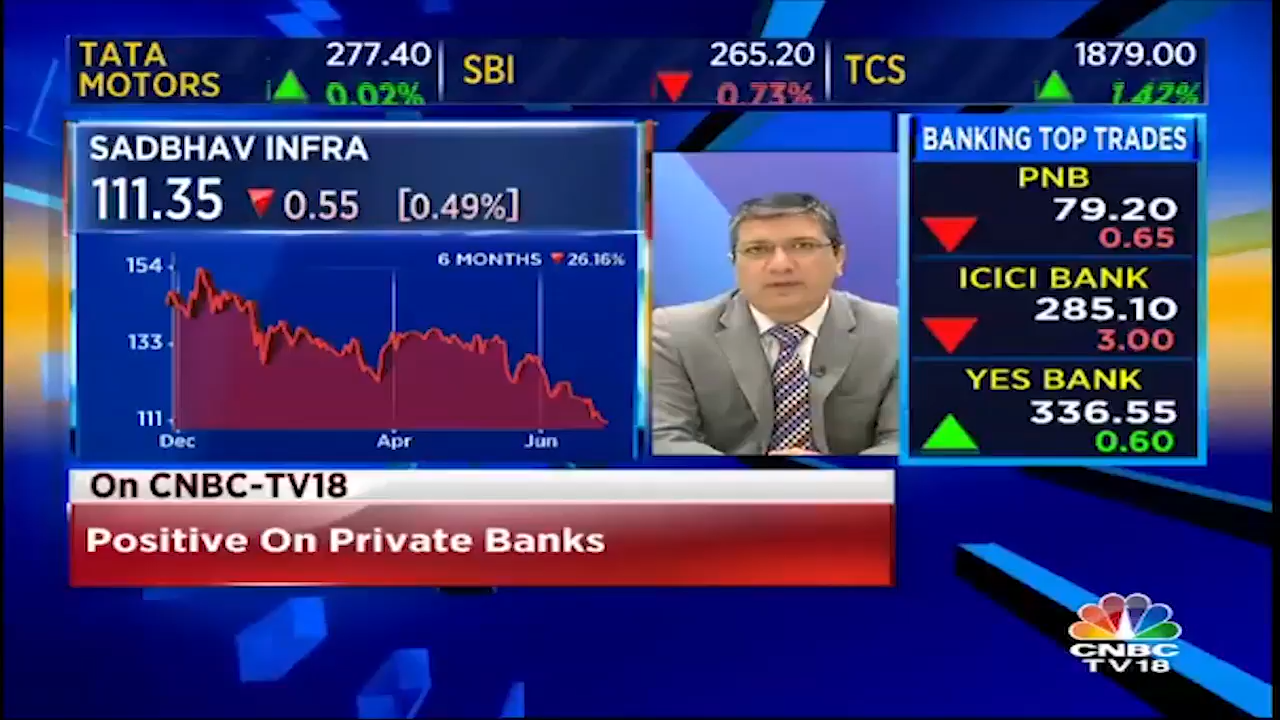 TATA MOTORS 277.40 0.02% SBI 265.20 0.73% TCS 1879.00 1.42%
SADBHAV INFRA
111.35 0.55 [0.49%]
6 MONTHS 26.16%
154
133
111
Dec Apr Jun
BANKING TOP TRADES
PNB
79.20
0.65
ICICI BANK
285.10
3.00
YES BANK
336.55
0.60
On CNBC-TV18
Positive On Private Banks
CNBC
TV18